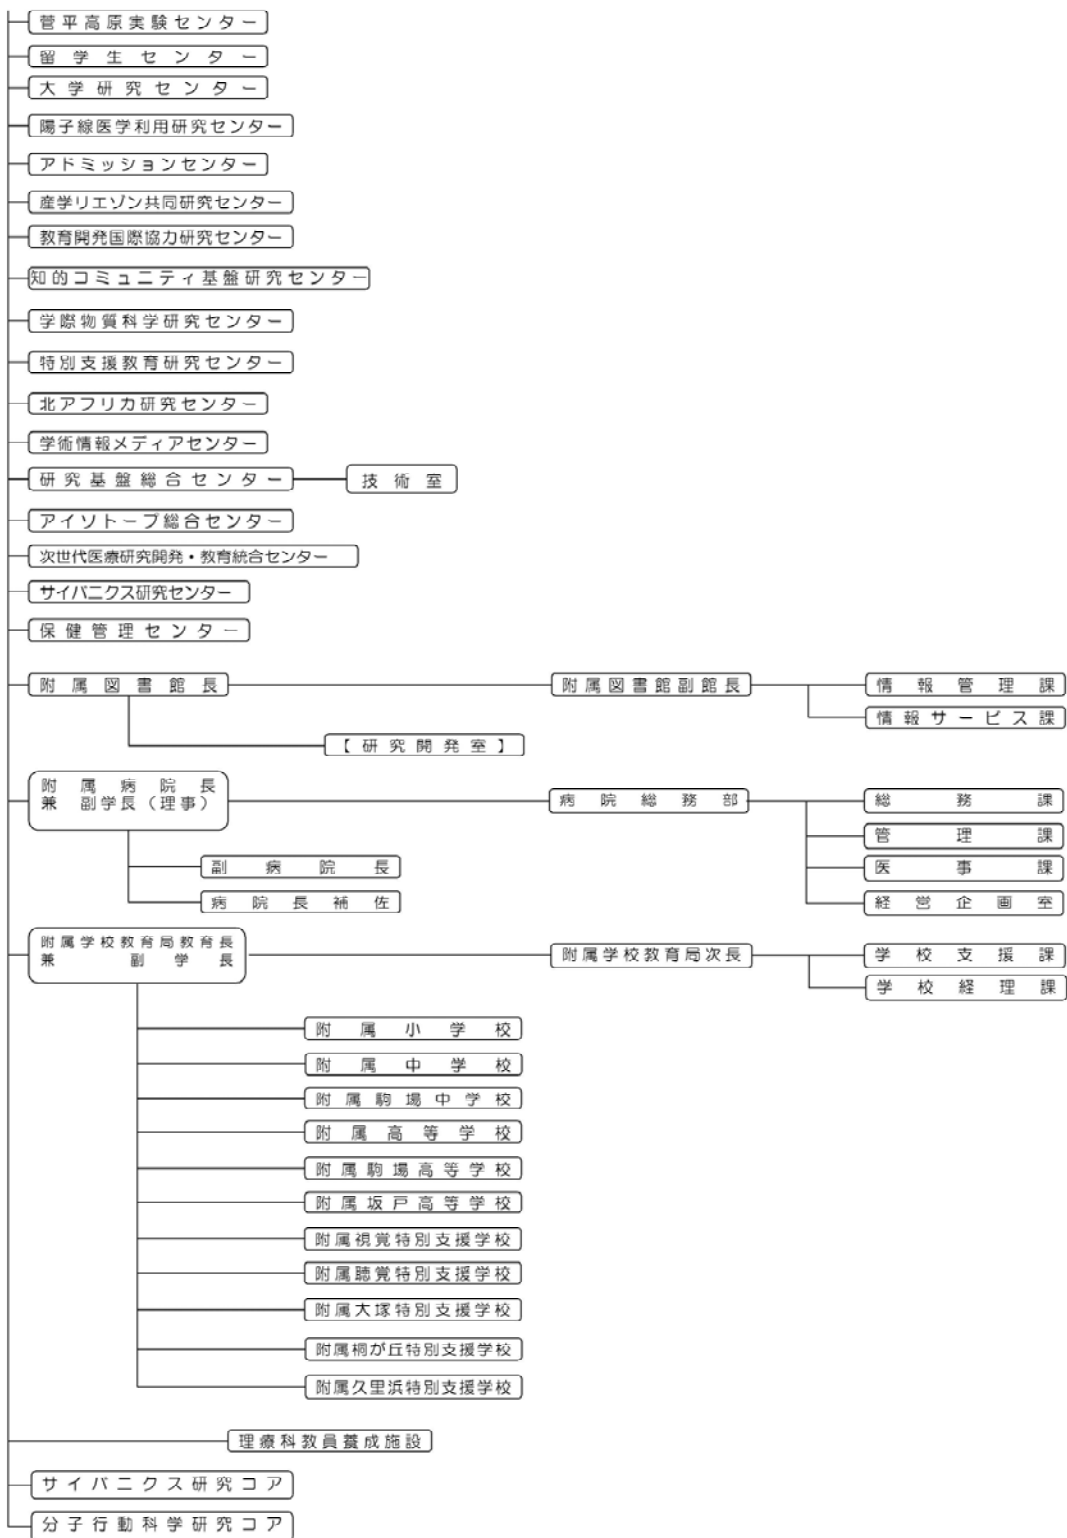 菅平高原実験センター
留学生センター
大学研究センター
陽子線医学利用研究センター
アドミッションセンター
産学リエゾン共同研究センター
教育開発国際協力研究センター
知的コミュニティ基盤研究センター
学際物質科学研究センター
特別支援教育研究センター
北アフリカ研究センター
学術情報メディアセンター
研究基盤総合センター 技術室
アイソトープ総合センター
次世代医療研究開発・教育統合センター
サイバニクス研究センター
保健管理センター
附属図書館長 附属図書館副館長 情報管理課
情報サービス課
【研究開発室】
附属病院長
兼副学長(理事) 病院総務部 総務課
管理課
副病院長 医事課
病院長補佐 経営企画室
附属学校教育局教育長
兼副学長 附属学校教育局次長 学校支援課
学校経理課
附属小学校
附属中学校
附属駒場中学校
附属高等学校
附属駒場高等学校
附属坂戸高等学校
附属視覚特別支援学校
附属聴覚特別支援学校
附属大塚特別支援学校
附属桐が丘特別支援学校
附属久里浜特別支援学校
理療科教員養成施設
サイバニクス研究コア
分子行動科学研究コア